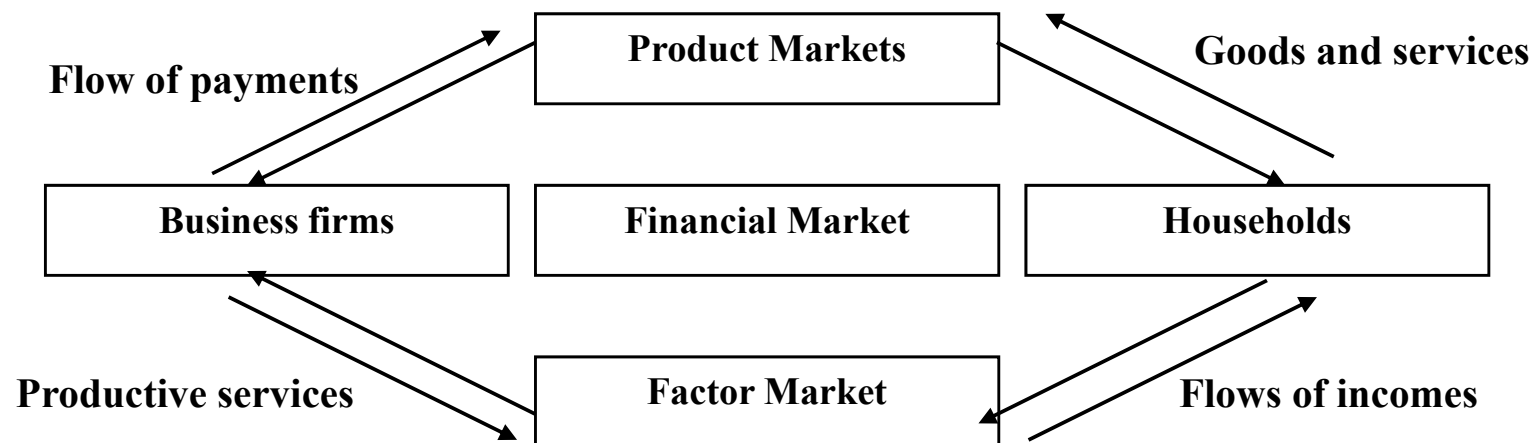 Product Markets
Goods and services
Flow of payments
Business firms
Financial Market
Households
Productive services
Factor Market
Flows of incomes